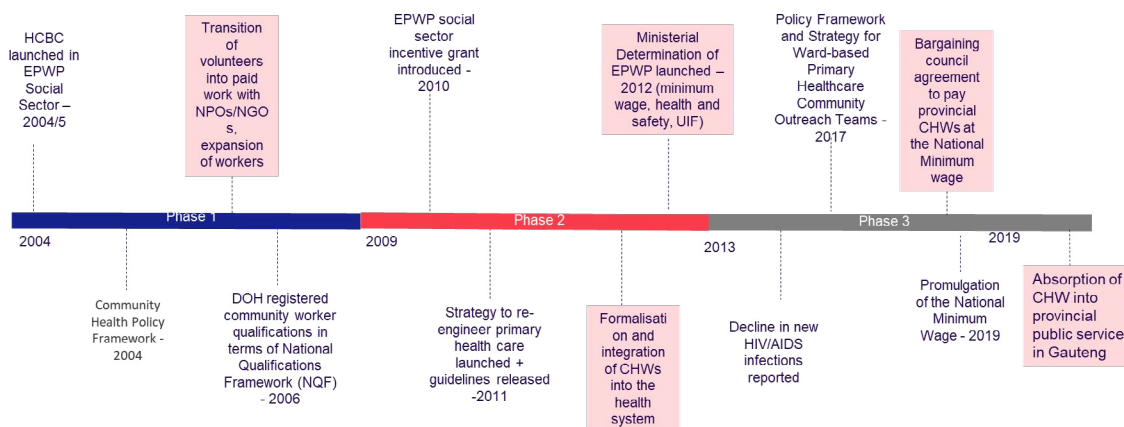 HCBC
launched in
EPWP
Social
Sector –
2004/5
Transition
of
volunteers
into paid
work with
NPOs/NGO
s,
expansion
of workers
EPWP social
sector
incentive grant
introduced -
2010
Ministerial
Determination of
EPWP launched –
2012 (minimum
wage, health and
safety, UIF)
Policy Framework
and Strategy for
Ward-based
Primary
Healthcare
Community
Outreach Teams -
2017
Bargaining
council
agreement
to pay
provincial
CHWs at
the National
Minimum
wage
Phase 1
Phase 2
Phase 3
2004
2009
2013
2019
Community
Health Policy
Framework -
2004
DOH registered
community worker
qualifications in
terms of National
Qualifications
Framework (NQF)
- 2006
Strategy to re-
engineer primary
health care
launched +
guidelines released
-2011
Formalisati
on and
integration
of CHWs
into the
health
system
Decline in new
HIV/AIDS
infections
reported
Promulgation
of the National
Minimum
Wage - 2019
Absorption of
CHW into
provincial
public service
in Gauteng